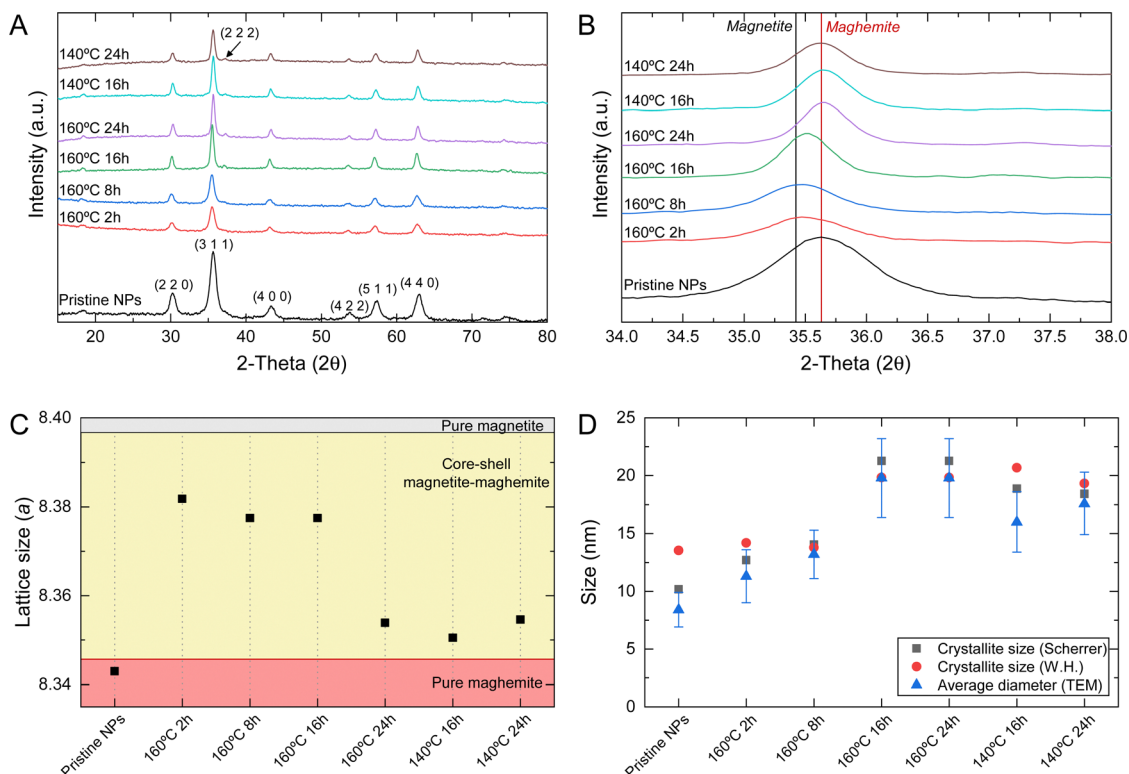 A
140ºC 24h
(2 2 2)
140ºC 16h
160ºC 24h
160ºC 16h
160ºC 8h
160ºC 2h
(3 1 1)
Pristine NPs
(2 2 0)
(4 0 0)
(4 2 2)
(5 1 1)
(4 4 0)
Intensity (a.u.)
20 30 40 50 60 70 80
2-Theta (2θ)
B
Magnetite
Maghemite
140ºC 24h
140ºC 16h
160ºC 24h
160ºC 16h
160ºC 8h
160ºC 2h
Pristine NPs
Intensity (a.u.)
34.0 34.5 35.0 35.5 36.0 36.5 37.0 37.5 38.0
2-Theta (2θ)
C
8.40
8.38
8.36
8.34
Lattice size (a)
Pure magnetite
Core-shell
magnetite-maghemite
Pure maghemite
Pristine NPs
160ºC 2h
160ºC 8h
160ºC 16h
160ºC 24h
140ºC 16h
140ºC 24h
D
25
20
15
10
5
0
Size (nm)
Crystallite size (Scherrer)
Crystallite size (W.H.)
Average diameter (TEM)
Pristine NPs
160ºC 2h
160ºC 8h
160ºC 16h
160ºC 24h
140ºC 16h
140ºC 24h